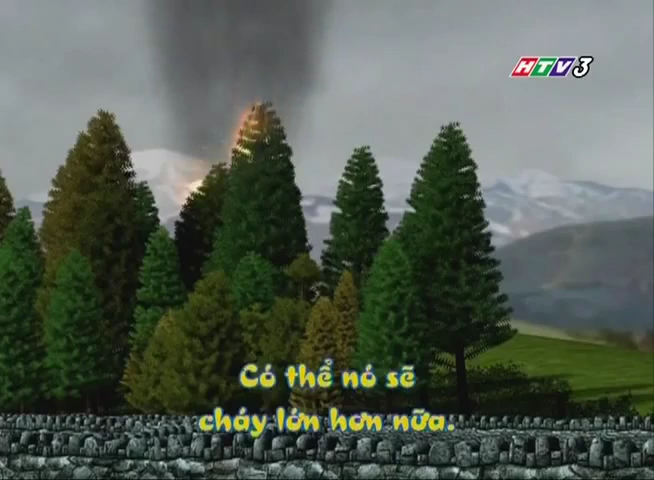 HTV3
Có thể nó sẽ
cháy lớn hơn nữa.